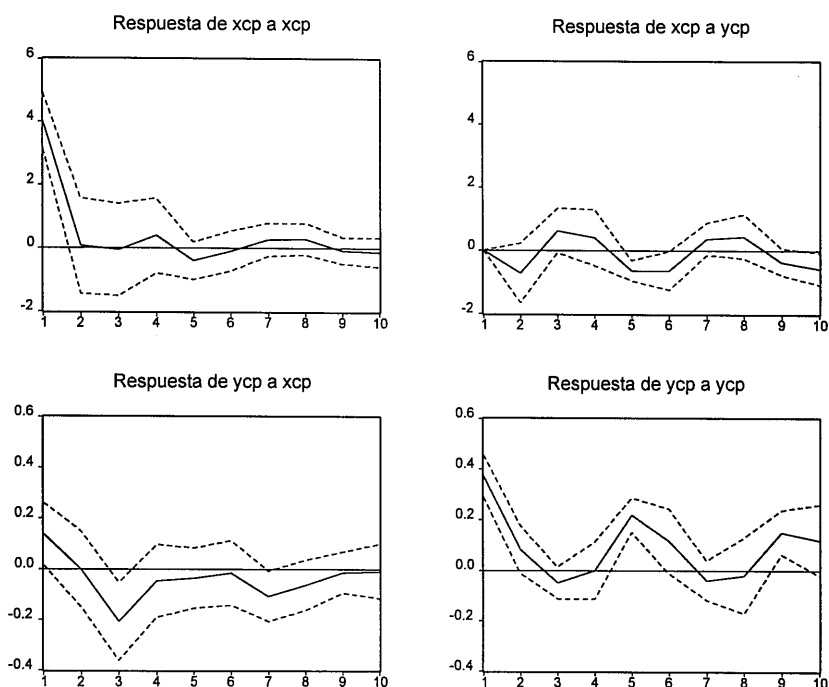 Respuesta de xcp a xcp
6
4
2
0
-2
1 2 3 4 5 6 7 8 9 10
Respuesta de xcp a ycp
6
4
2
0
-2
1 2 3 4 5 6 7 8 9 10
Respuesta de ycp a xcp
0.6
0.4
0.2
0.0
-0.2
-0.4
1 2 3 4 5 6 7 8 9 10
Respuesta de ycp a ycp
0.6
0.4
0.2
0.0
-0.2
-0.4
1 2 3 4 5 6 7 8 9 10